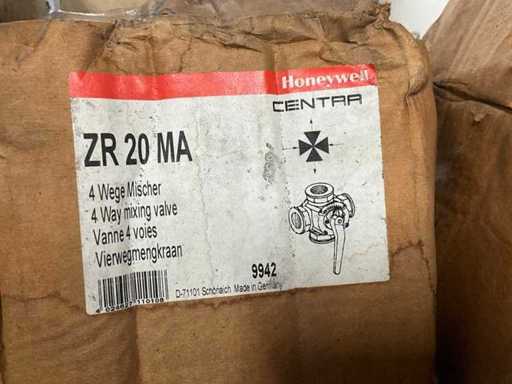 Honeywell
CENTRA
ZR 20 MA
4 Wege Mischer
4 Way mixing valve
Vanne 4 voies
Vierwegmengkraan
9942
D-71101 Schönaich Made in Germany